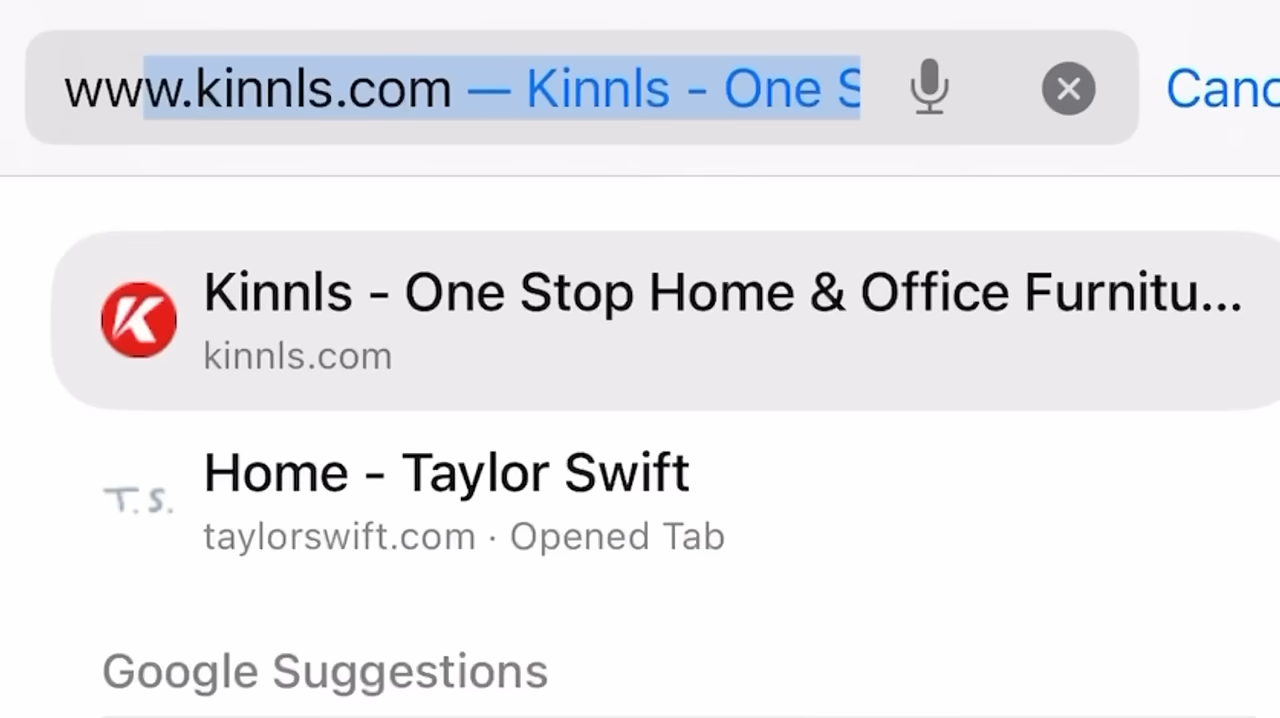 www.kinnls.com — Kinnls - One S
Canc
Kinnls - One Stop Home & Office Furnitu...
kinnls.com
T.S.
Home - Taylor Swift
taylorswift.com · Opened Tab
Google Suggestions